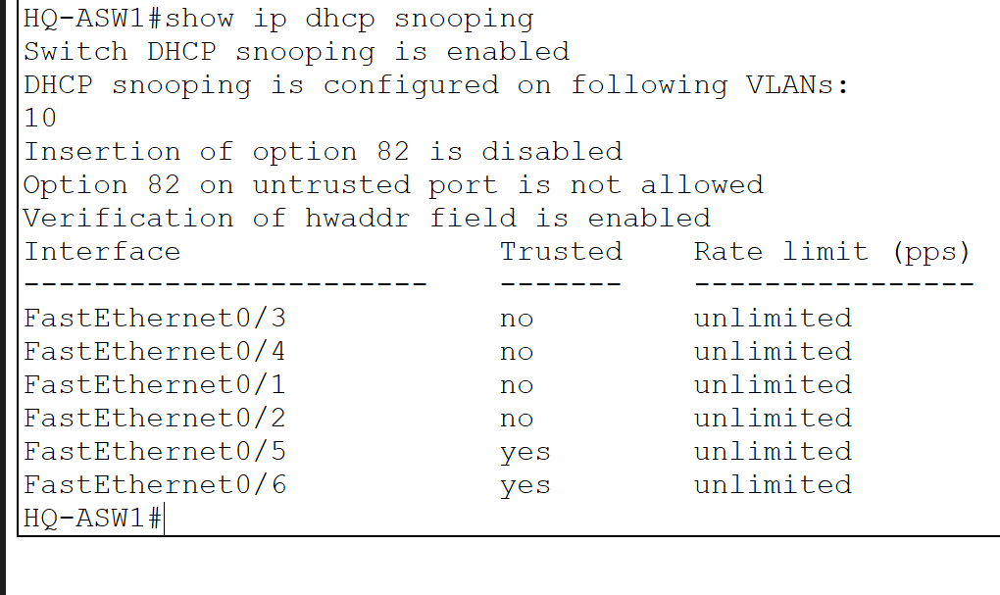 HQ-ASW1#show ip dhcp snooping
Switch DHCP snooping is enabled
DHCP snooping is configured on following VLANs:
10
Insertion of option 82 is disabled
Option 82 on untrusted port is not allowed
Verification of hwaddr field is enabled
Interface                  Trusted    Rate limit (pps)
-----------------------    -------    ----------------
FastEthernet0/3            no         unlimited
FastEthernet0/4            no         unlimited
FastEthernet0/1            no         unlimited
FastEthernet0/2            no         unlimited
FastEthernet0/5            yes        unlimited
FastEthernet0/6            yes        unlimited
HQ-ASW1#